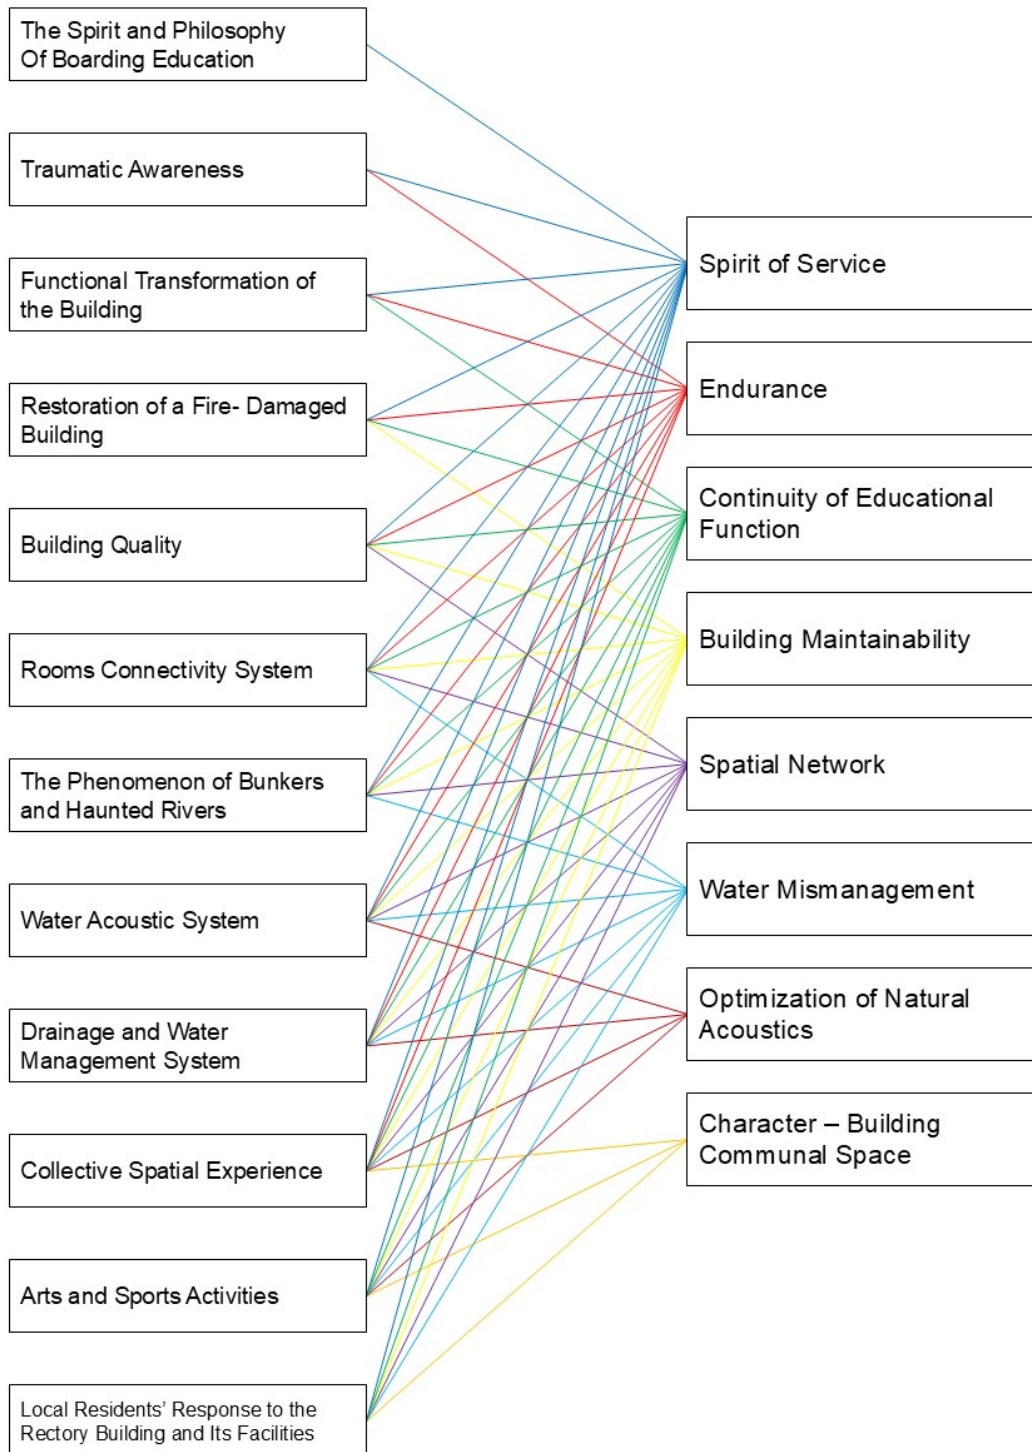 The Spirit and Philosophy
Of Boarding Education
Traumatic Awareness
Functional Transformation of
the Building
Restoration of a Fire- Damaged
Building
Building Quality
Rooms Connectivity System
The Phenomenon of Bunkers
and Haunted Rivers
Water Acoustic System
Drainage and Water
Management System
Collective Spatial Experience
Arts and Sports Activities
Local Residents’ Response to the
Rectory Building and Its Facilities
Spirit of Service
Endurance
Continuity of Educational
Function
Building Maintainability
Spatial Network
Water Mismanagement
Optimization of Natural
Acoustics
Character – Building
Communal Space